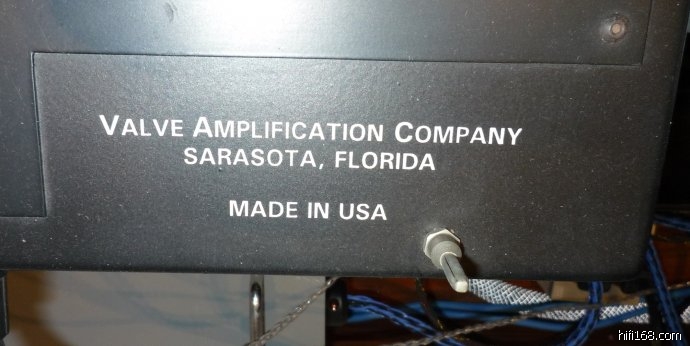 VALVE AMPLIFICATION COMPANY
SARASOTA, FLORIDA
MADE IN USA
hifi168.com